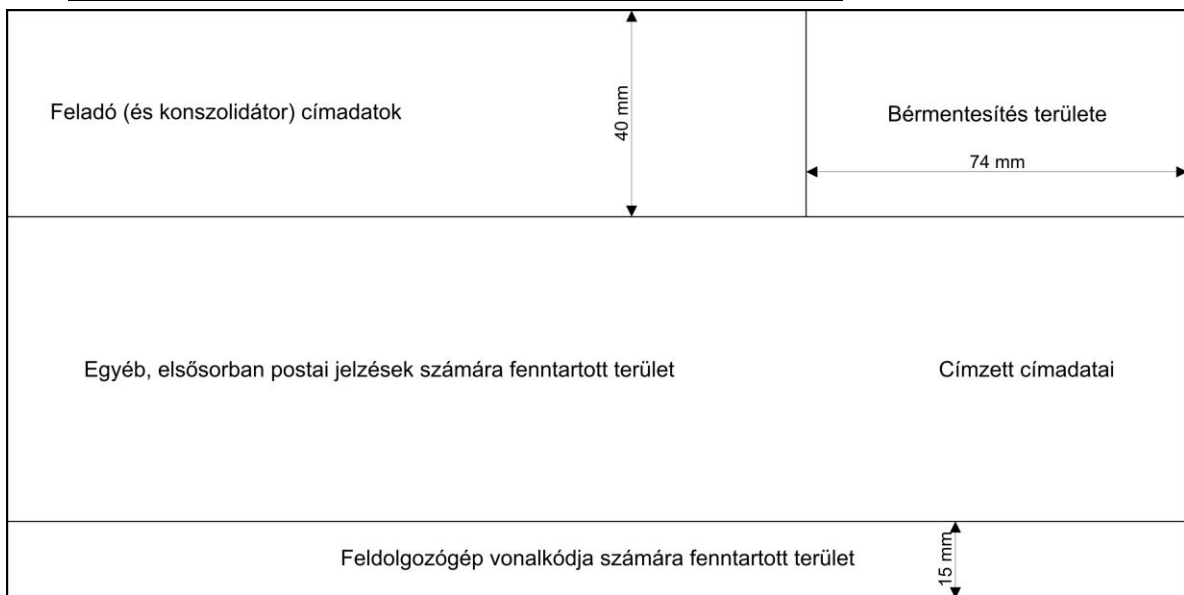 Feladó (és konszolidátor) címadatok
40 mm
Bérmentesítés területe
74 mm
Egyéb, elsősorban postai jelzések számára fenntartott terület
Címzett címadatai
Feldolgozógép vonalkódja számára fenntartott terület
15 mm